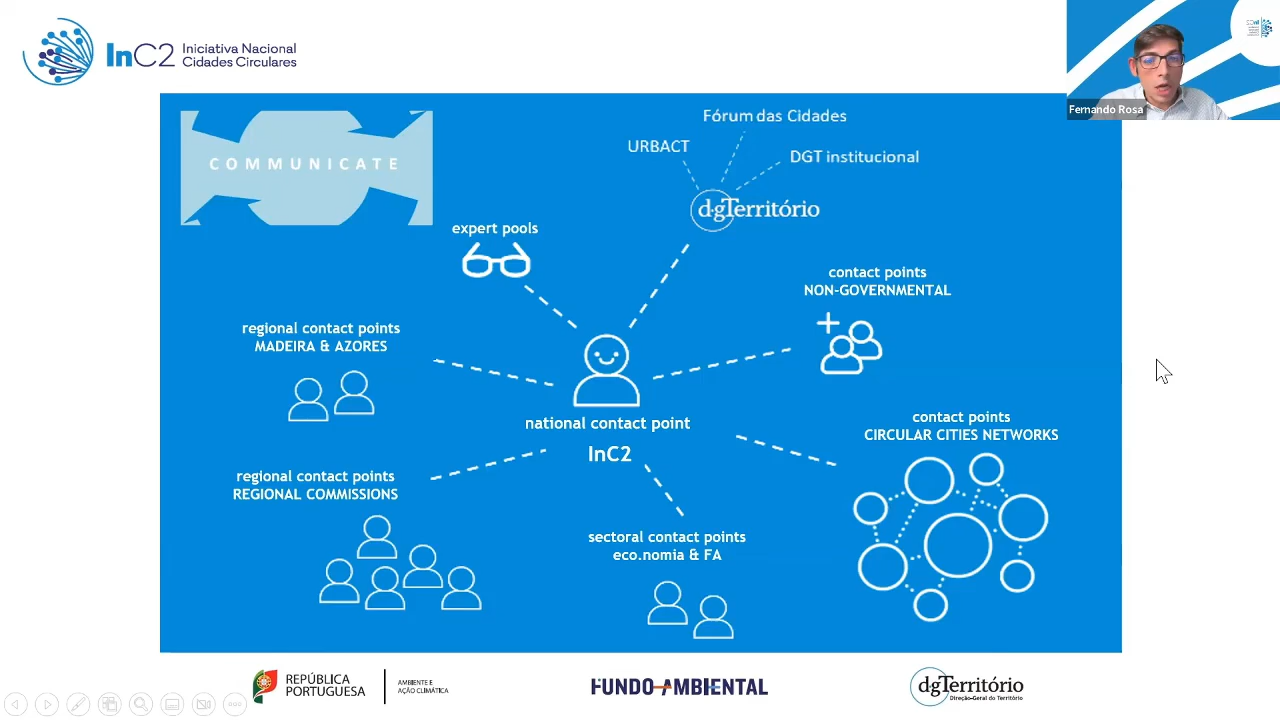 InC2 Iniciativa Nacional
Cidades Circulares
Fernando Rosa
COMMUNICATE
Fórum das Cidades
URBACT
DGT institucional
dgTerritório
expert pools
contact points
NON-GOVERNMENTAL
regional contact points
MADEIRA & AZORES
national contact point
InC2
contact points
CIRCULAR CITIES NETWORKS
regional contact points
REGIONAL COMMISSIONS
sectoral contact points
eco.nomia & FA
REPÚBLICA
PORTUGUESA
AMBIENTE E
AÇÃO CLIMÁTICA
FUNDO AMBIENTAL
dgTerritório
Direção-Geral do Território